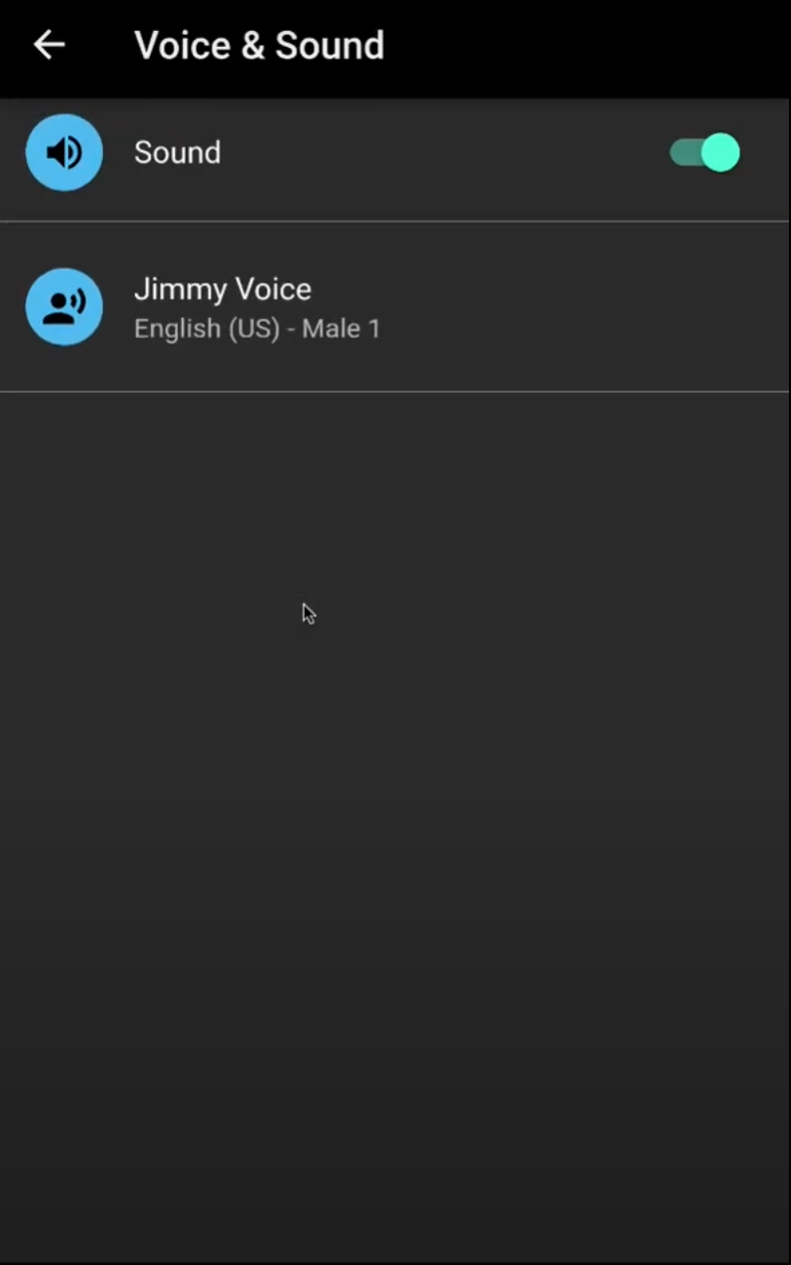 Voice & Sound
Sound
Jimmy Voice
English (US) - Male 1